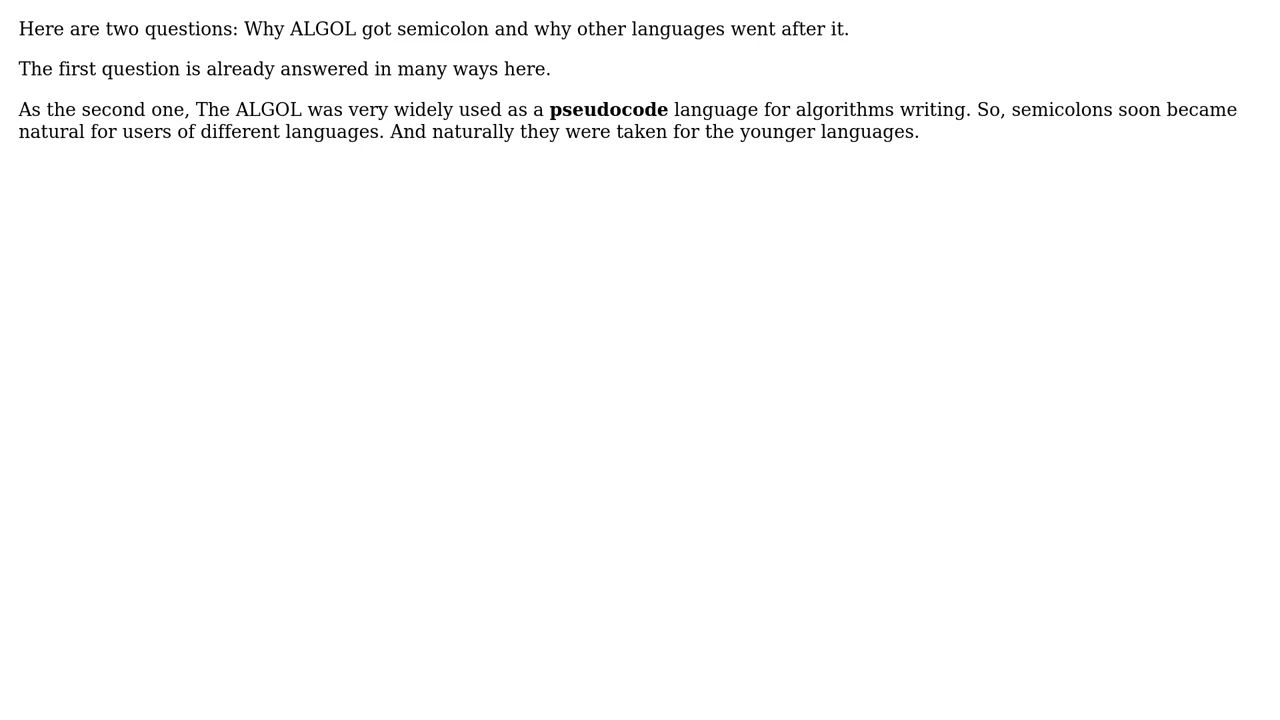 Here are two questions: Why ALGOL got semicolon and why other languages went after it.
The first question is already answered in many ways here.
As the second one, The ALGOL was very widely used as a pseudocode language for algorithms writing. So, semicolons soon became
natural for users of different languages. And naturally they were taken for the younger languages.